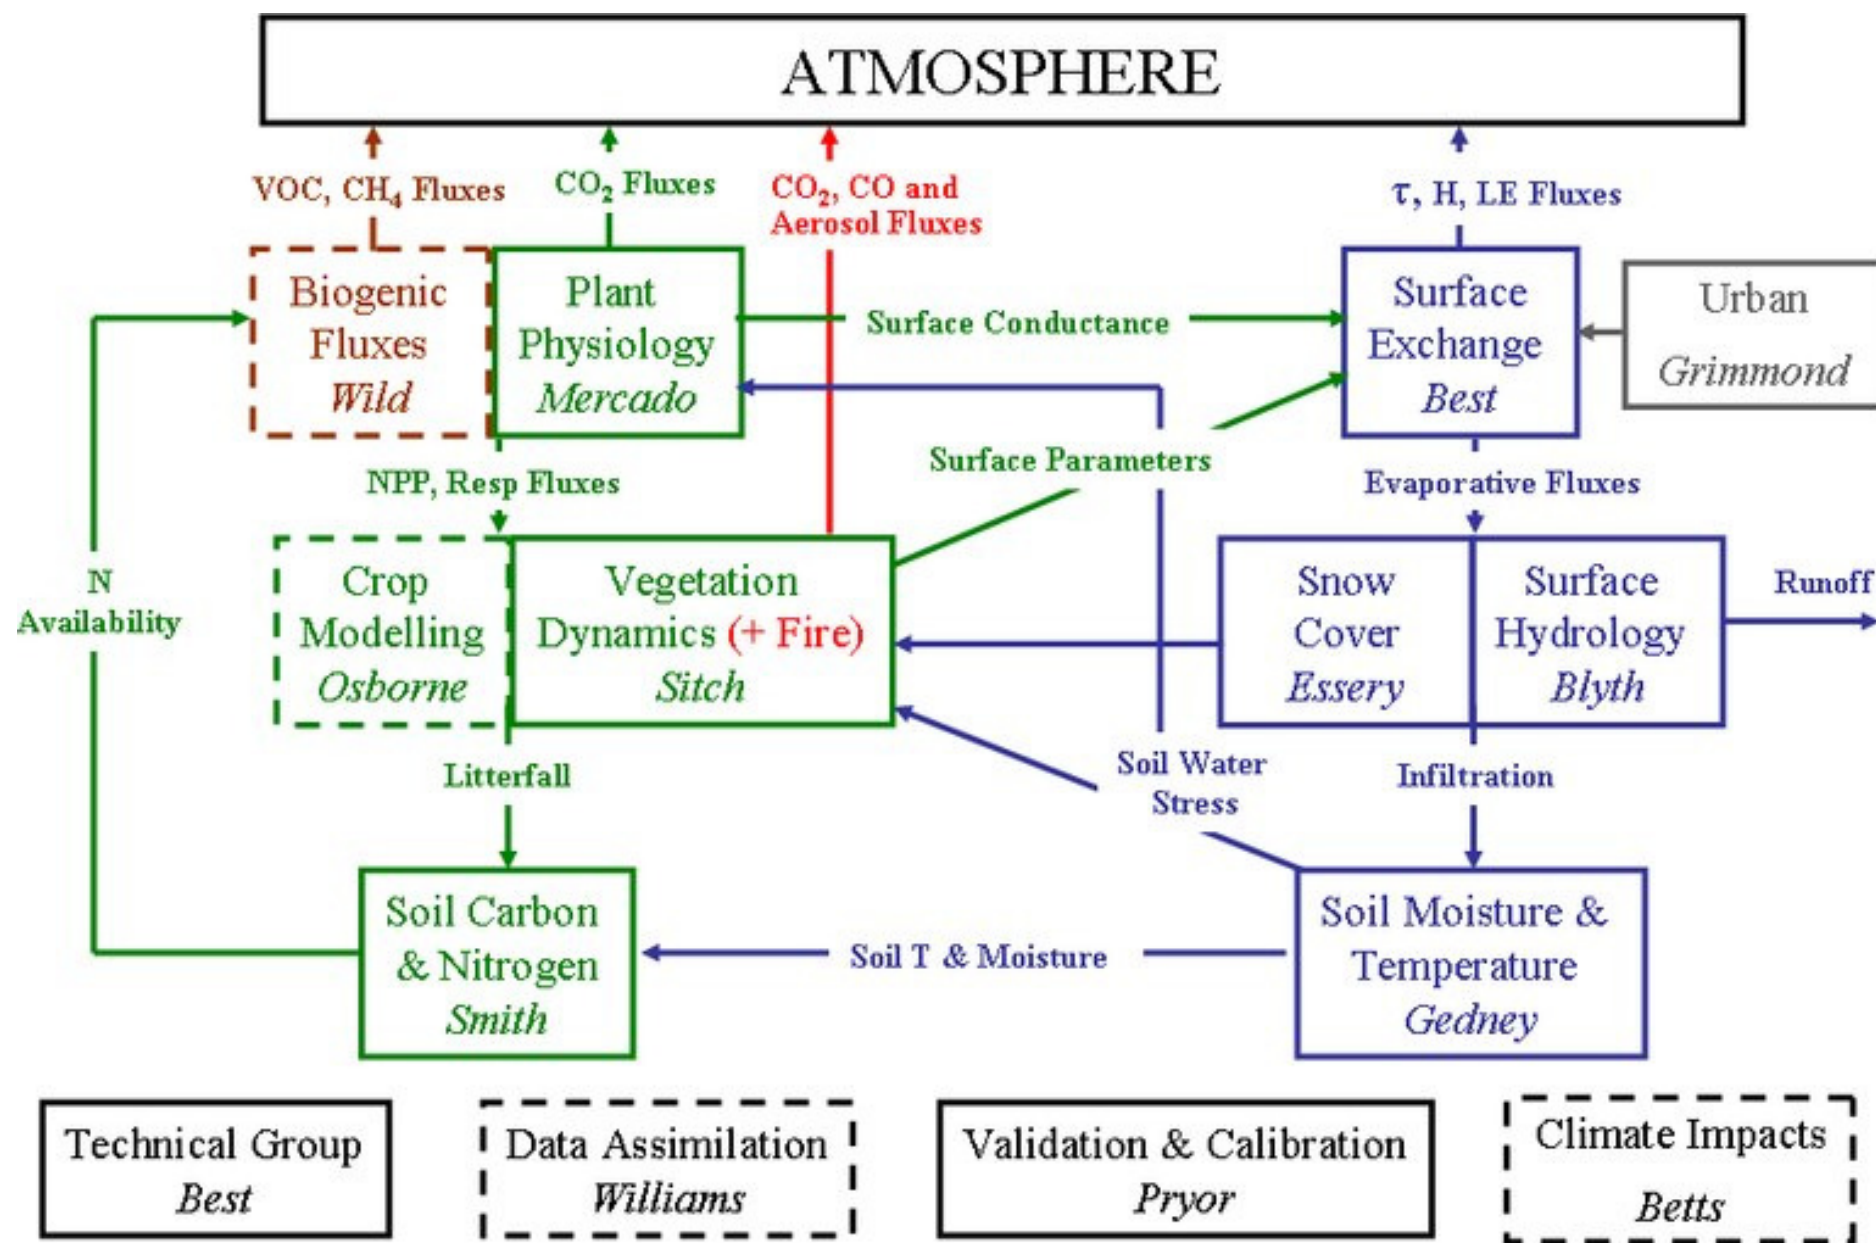 ATMOSPHERE
VOC, CH₄ Fluxes
CO₂ Fluxes
CO₂, CO and
Aerosol Fluxes
τ, H, LE Fluxes
Biogenic
Fluxes
Wild
Plant
Physiology
Mercado
Surface Conductance
Surface
Exchange
Best
Urban
Grimmond
NPP, Resp Fluxes
Surface Parameters
Evaporative Fluxes
N
Availability
Crop
Modelling
Osborne
Vegetation
Dynamics (+ Fire)
Sitch
Snow
Cover
Essery
Surface
Hydrology
Blyth
Runoff
Litterfall
Soil Water
Stress
Infiltration
Soil Carbon
& Nitrogen
Smith
Soil T & Moisture
Soil Moisture &
Temperature
Gedney
Technical Group
Best
Data Assimilation
Williams
Validation & Calibration
Pryor
Climate Impacts
Betts